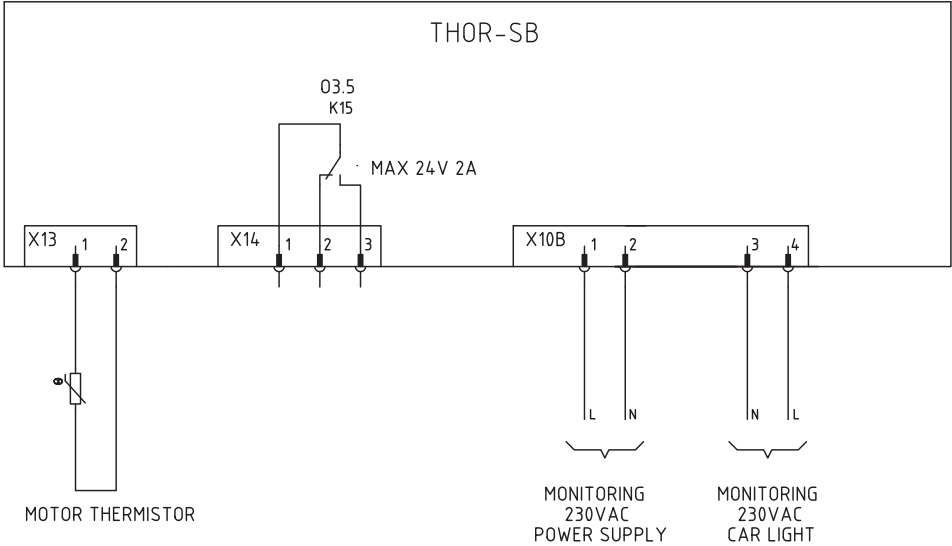 THOR-SB
O3.5
K15
MAX 24V 2A
X13 1 2
X14 1 2 3
X10B 1 2 3 4
θ
L N N L
MOTOR THERMISTOR
MONITORING
230VAC
POWER SUPPLY
MONITORING
230VAC
CAR LIGHT